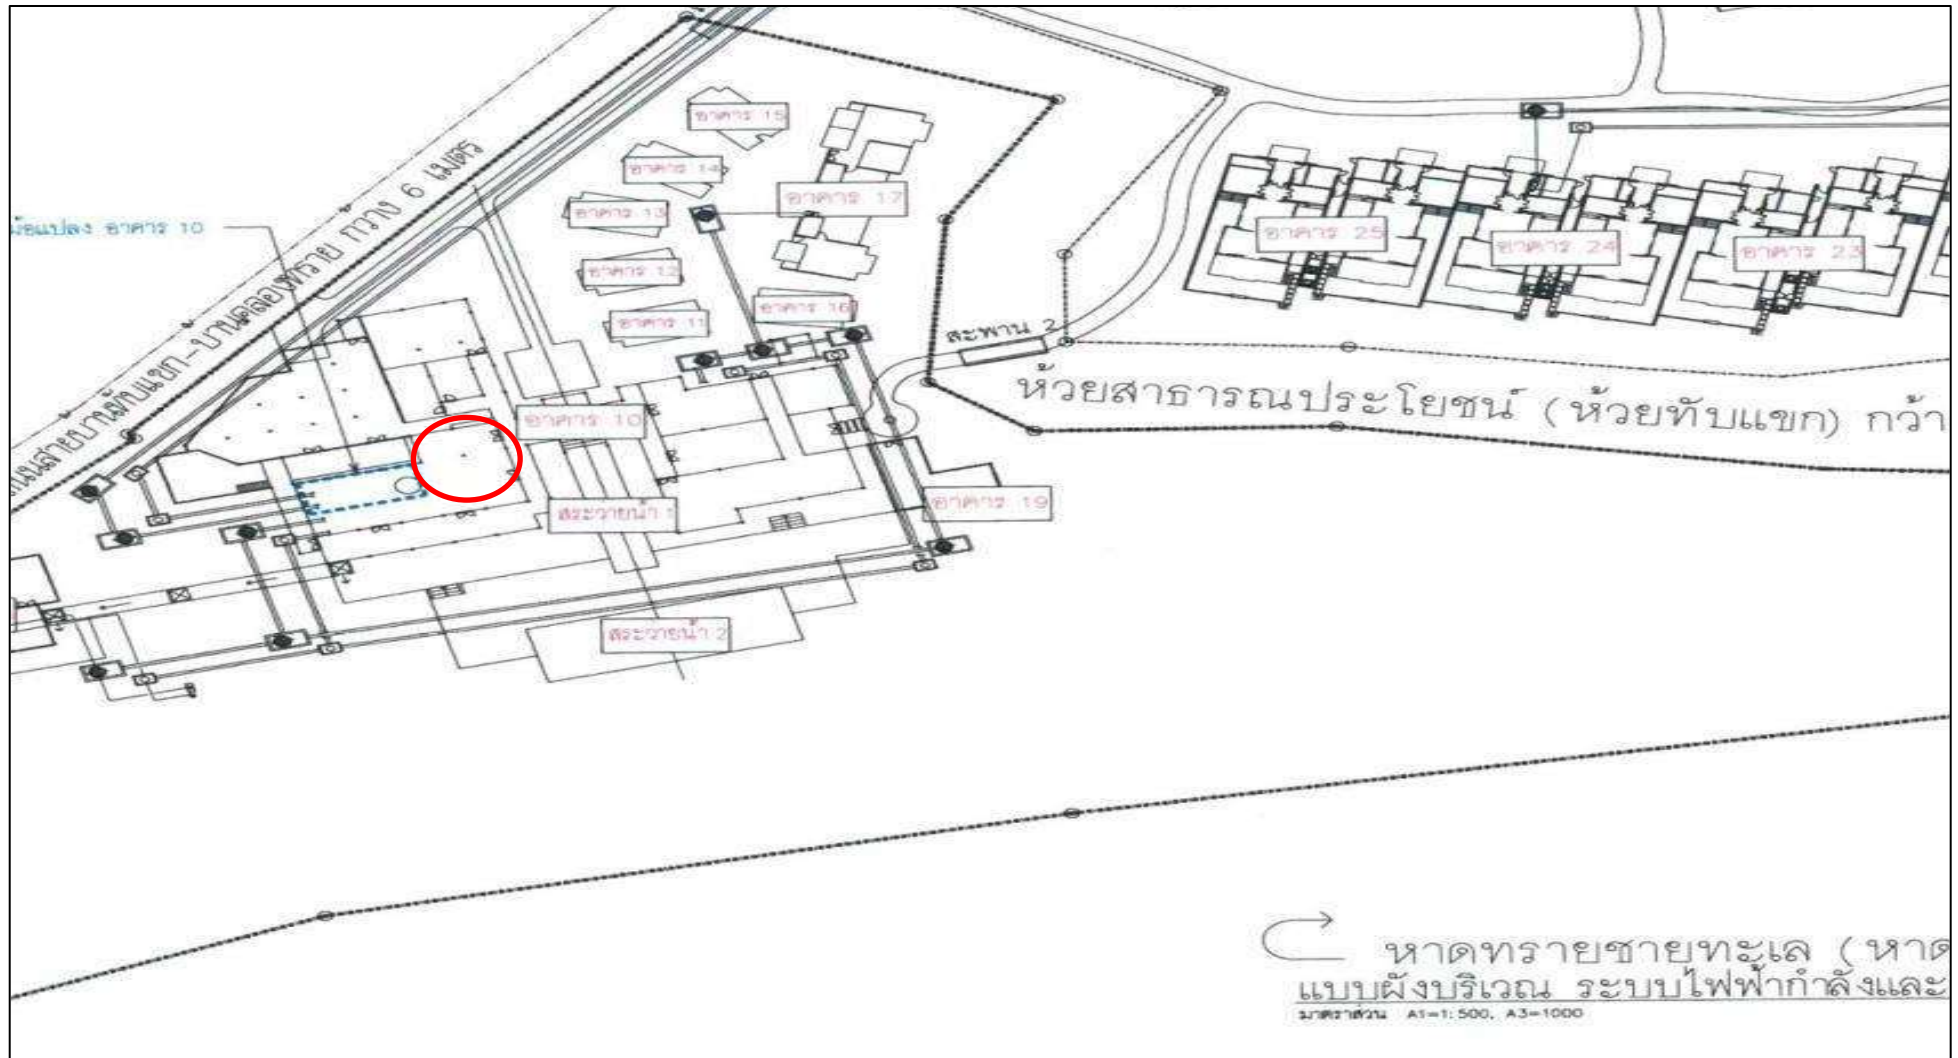 อาคาร 15
อาคาร 14
อาคาร 17
อาคาร 13
หม้อแปลง อาคาร 10
อาคาร 25
อาคาร 24
อาคาร 23
อาคาร 12
อาคาร 16
อาคาร 11
สะพาน 2
ถนนสายบ้านทับแขก-บ้านคลองทราย กว้าง 6 เมตร
ห้วยสาธารณประโยชน์ (ห้วยทับแขก) กว้า
อาคาร 10
อาคาร 19
สระว่ายน้ำ 1
สระว่ายน้ำ 2
หาดทรายชายทะเล (หาด
แบบผังบริเวณ ระบบไฟฟ้ากำลังและ
มาตราส่วน A1=1:500, A3=1000